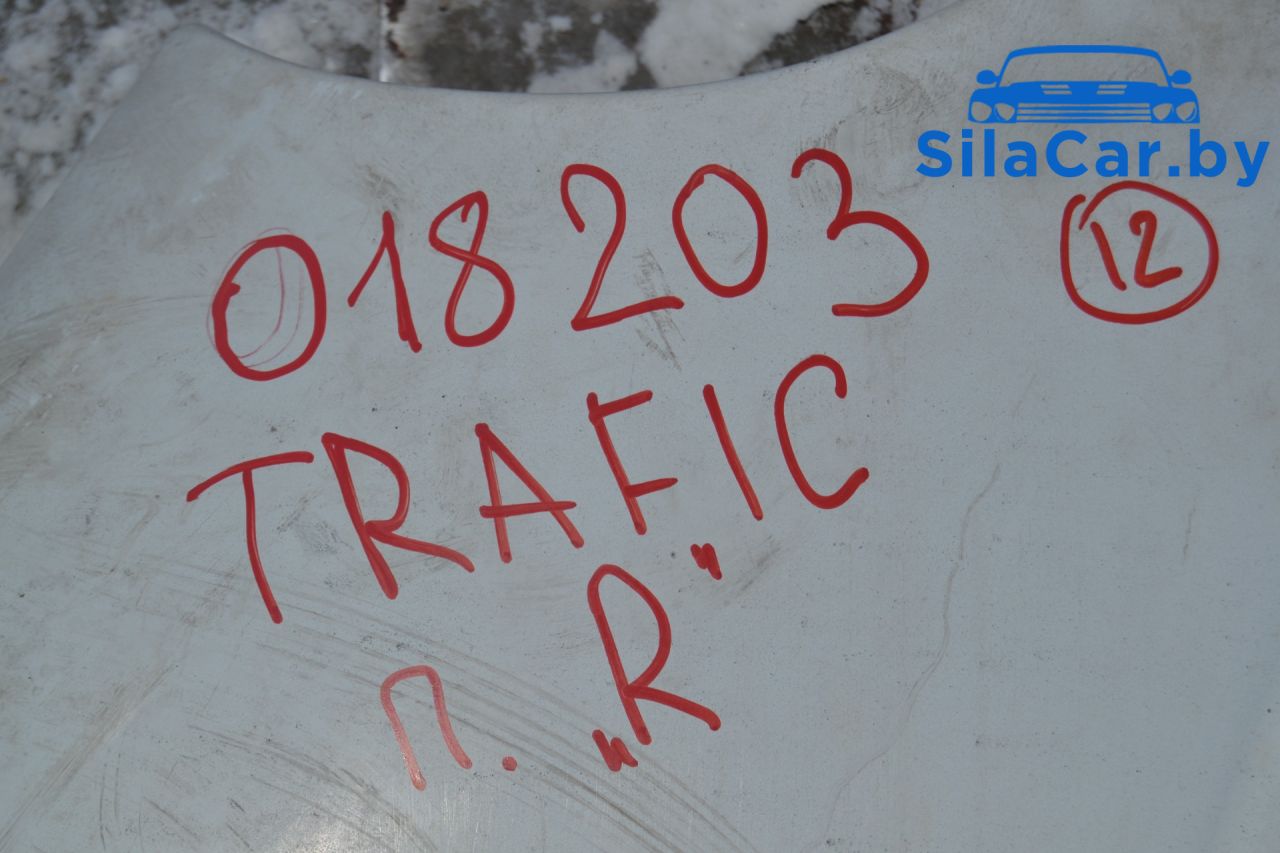 SilaCar.by
018203 12
TRAFIC
п. „R"